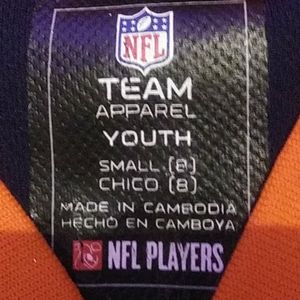 NFL
TEAM
APPAREL
YOUTH
SMALL (8)
CHICO (8)
MADE IN CAMBODIA
HECHO EN CAMBOYA
NFL PLAYERS